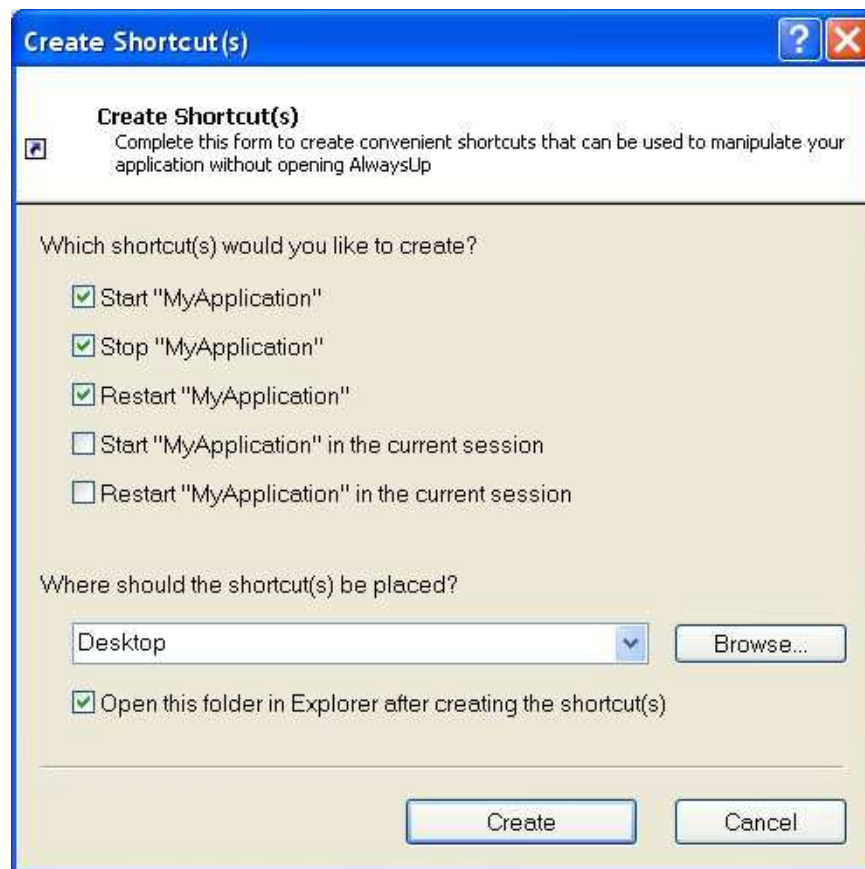 Create Shortcut(s)
?
Create Shortcut(s)
Complete this form to create convenient shortcuts that can be used to manipulate your
application without opening AlwaysUp
Which shortcut(s) would you like to create?
Start "MyApplication"
Stop "MyApplication"
Restart "MyApplication"
Start "MyApplication" in the current session
Restart "MyApplication" in the current session
Where should the shortcut(s) be placed?
Desktop
Browse...
Open this folder in Explorer after creating the shortcut(s)
Create
Cancel